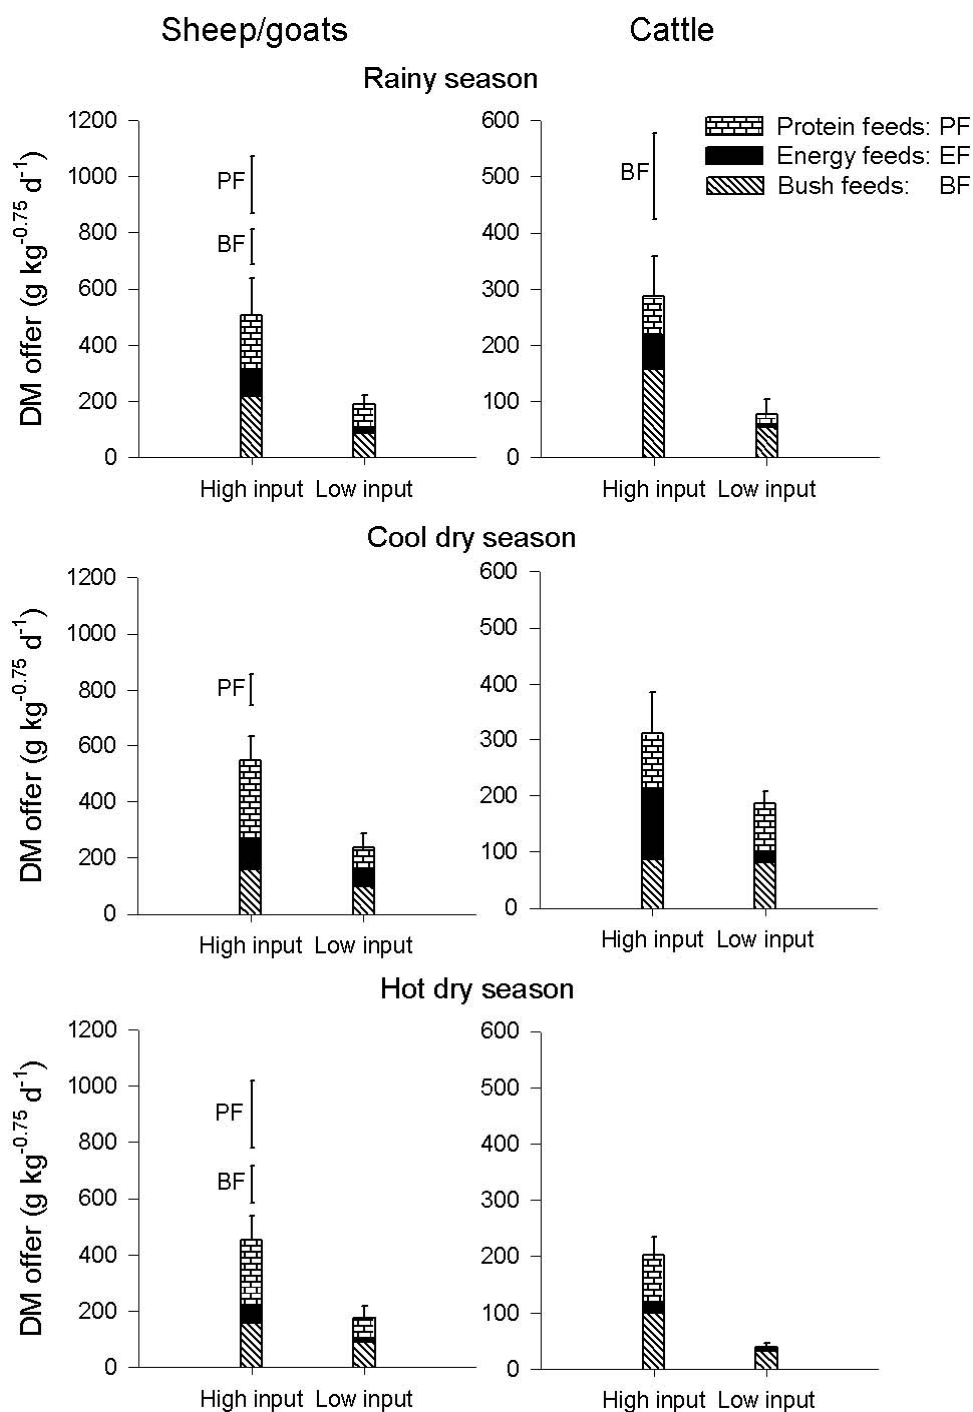 Sheep/goats Cattle
Rainy season
Protein feeds: PF
Energy feeds: EF
Bush feeds: BF
DM offer (g kg-0.75 d-1)
1200
1000
800
600
400
200
0
PF
BF
High input Low input
600
500
400
300
200
100
0
BF
High input Low input
Cool dry season
DM offer (g kg-0.75 d-1)
1200
1000
800
600
400
200
0
PF
High input Low input
600
500
400
300
200
100
0
High input Low input
Hot dry season
DM offer (g kg-0.75 d-1)
1200
1000
800
600
400
200
0
PF
BF
High input Low input
600
500
400
300
200
100
0
High input Low input